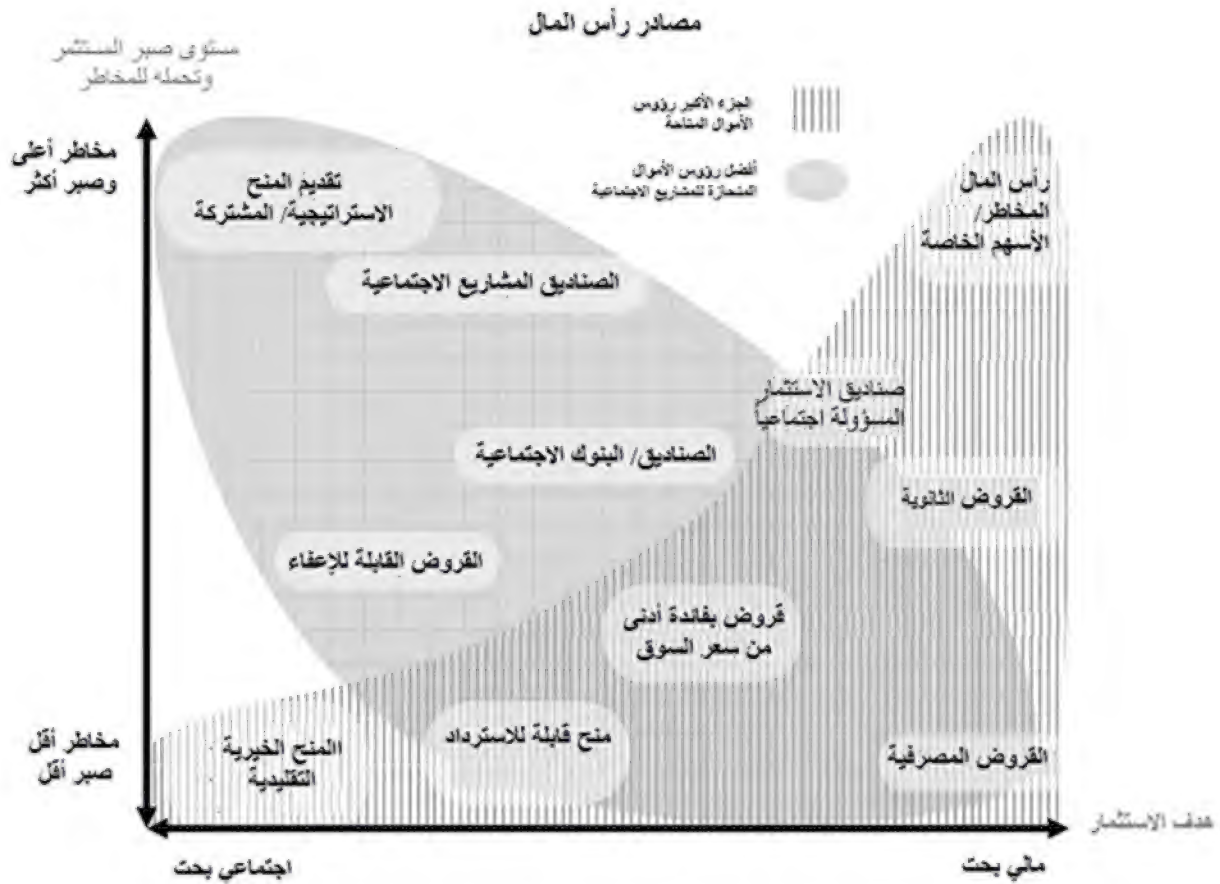 مصادر رأس المال
مستوى صبر المستثمر
وتحمله للمخاطر
الجزء الأكبر رؤوس
الأموال المتاحة
أفضل رؤوس الأموال
المنحازة للمشاريع الاجتماعية
مخاطر أعلى
وصبر أكثر
تقديم المنح
الاستراتيجية/ المشتركة
رأس المال
المخاطر/
الأسهم الخاصة
الصناديق المشاريع الاجتماعية
صناديق الاستثمار
المسؤولة اجتماعياً
الصناديق/ البنوك الاجتماعية
القروض الثانوية
القروض القابلة للإعفاء
قروض بفائدة أدنى
من سعر السوق
مخاطر أقل
صبر أقل
االمنح الخيرية
التقليدية
منح قابلة للاسترداد
القروض المصرفية
هدف الاستثمار
اجتماعي بحت
مالي بحت